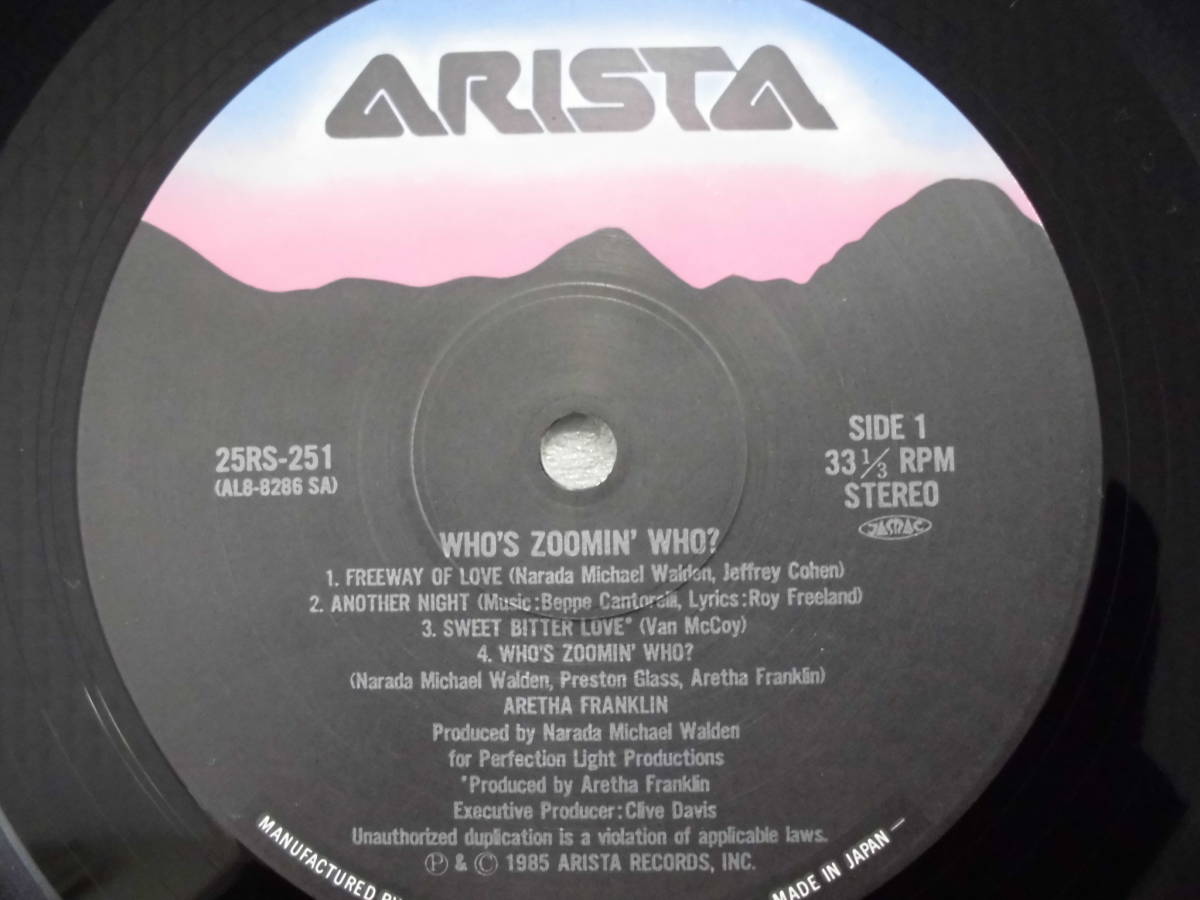 ARISTA
25RS-251
(AL8-8286 SA)
SIDE 1
33 1/3 RPM
STEREO
JASRAC
WHO'S ZOOMIN' WHO?
1. FREEWAY OF LOVE (Narada Michael Walden, Jeffrey Cohen)
2. ANOTHER NIGHT (Music:Beppe Cantorelli, Lyrics:Roy Freeland)
3. SWEET BITTER LOVE* (Van McCoy)
4. WHO'S ZOOMIN' WHO?
(Narada Michael Walden, Preston Glass, Aretha Franklin)
ARETHA FRANKLIN
Produced by Narada Michael Walden
for Perfection Light Productions
*Produced by Aretha Franklin
Executive Producer:Clive Davis
Unauthorized duplication is a violation of applicable laws.
Ⓟ & © 1985 ARISTA RECORDS, INC.
MANUFACTURED BY
MADE IN JAPAN—